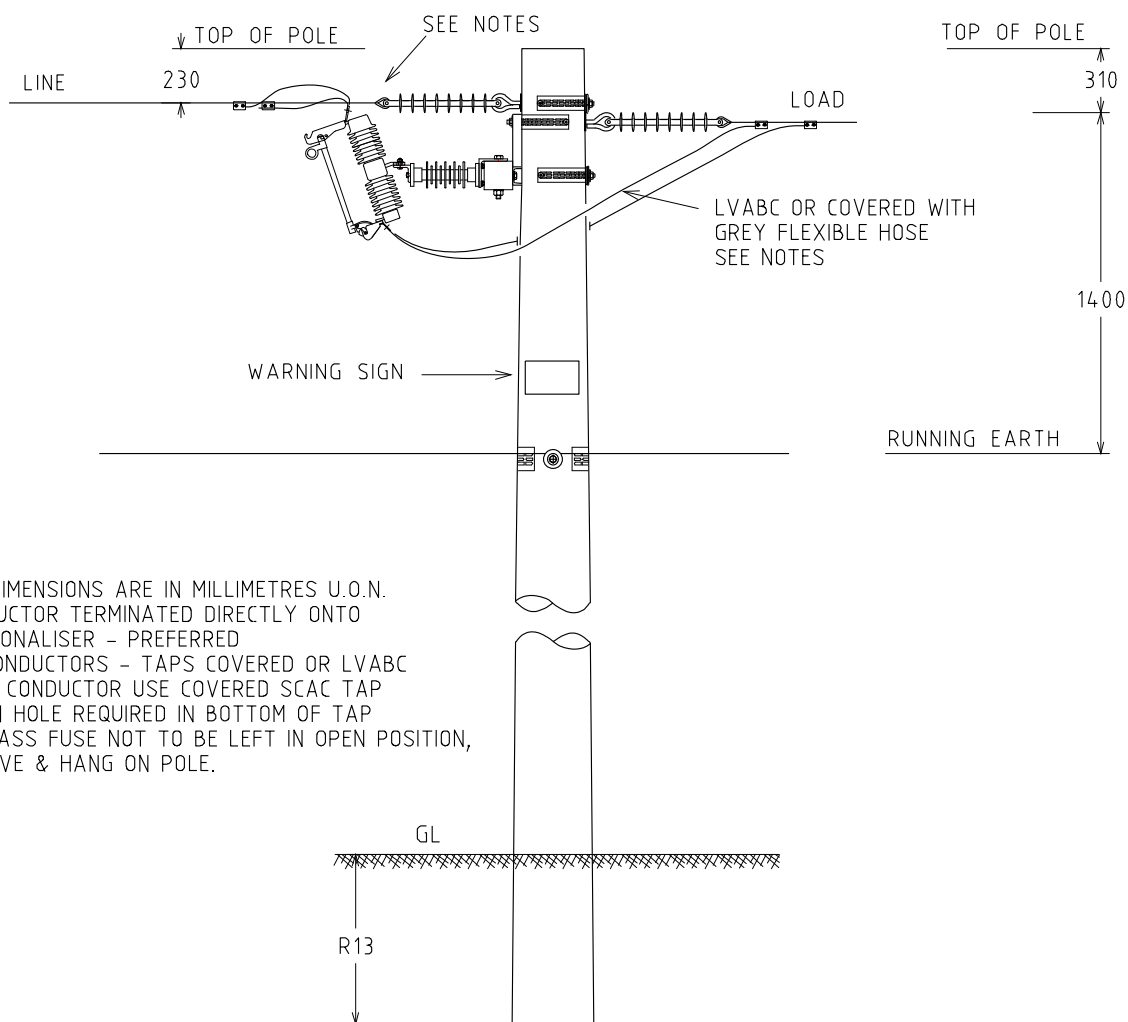 TOP OF POLE
SEE NOTES
TOP OF POLE
LINE
230
310
LOAD
LVABC OR COVERED WITH
GREY FLEXIBLE HOSE
SEE NOTES
1400
WARNING SIGN
RUNNING EARTH
IMENSIONS ARE IN MILLIMETRES U.O.N.
UCTOR TERMINATED DIRECTLY ONTO
ONALISER - PREFERRED
ONDUCTORS - TAPS COVERED OR LVABC
CONDUCTOR USE COVERED SCAC TAP
HOLE REQUIRED IN BOTTOM OF TAP
ASS FUSE NOT TO BE LEFT IN OPEN POSITION,
VE & HANG ON POLE.
GL
R13